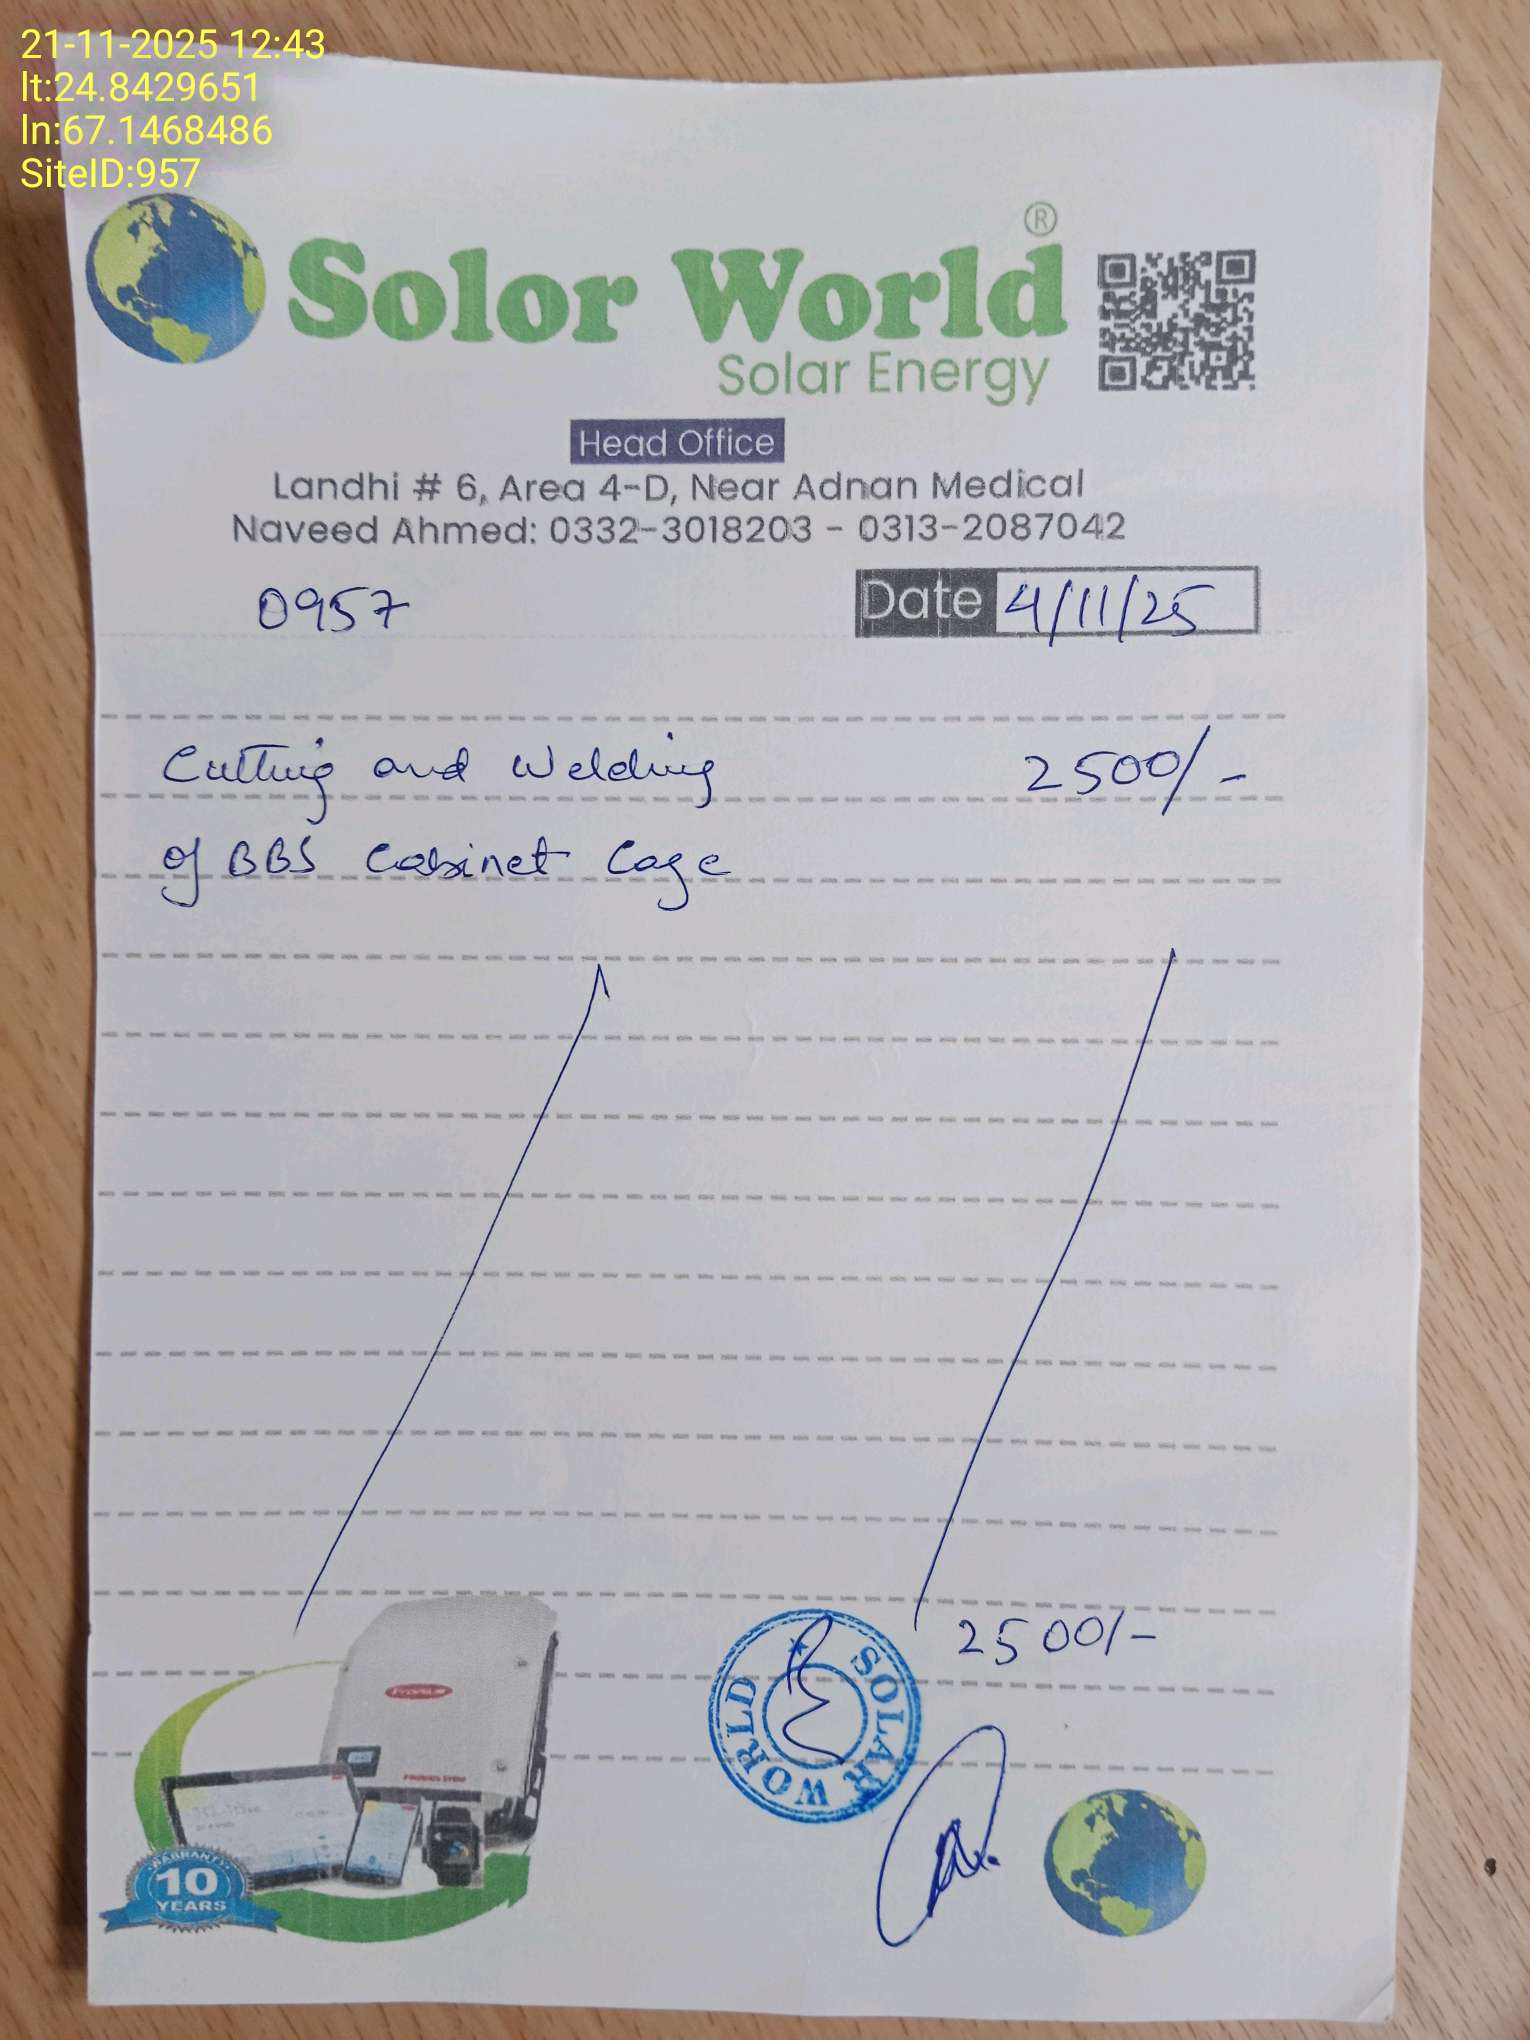 21-11-2025 12:43
lt:24.8429651
ln:67.1468486
SiteID:957
Solor World ®
Solar Energy
Head Office
Landhi # 6, Area 4-D, Near Adnan Medical
Naveed Ahmed: 0332-3018203 - 0313-2087042
0957
Date 4/11/25
Cutting and Welding 2500/-
of BBS Cabinet Cage
2500/-
SOLAR WORLD
Fronius
WARRANTY
10
YEARS